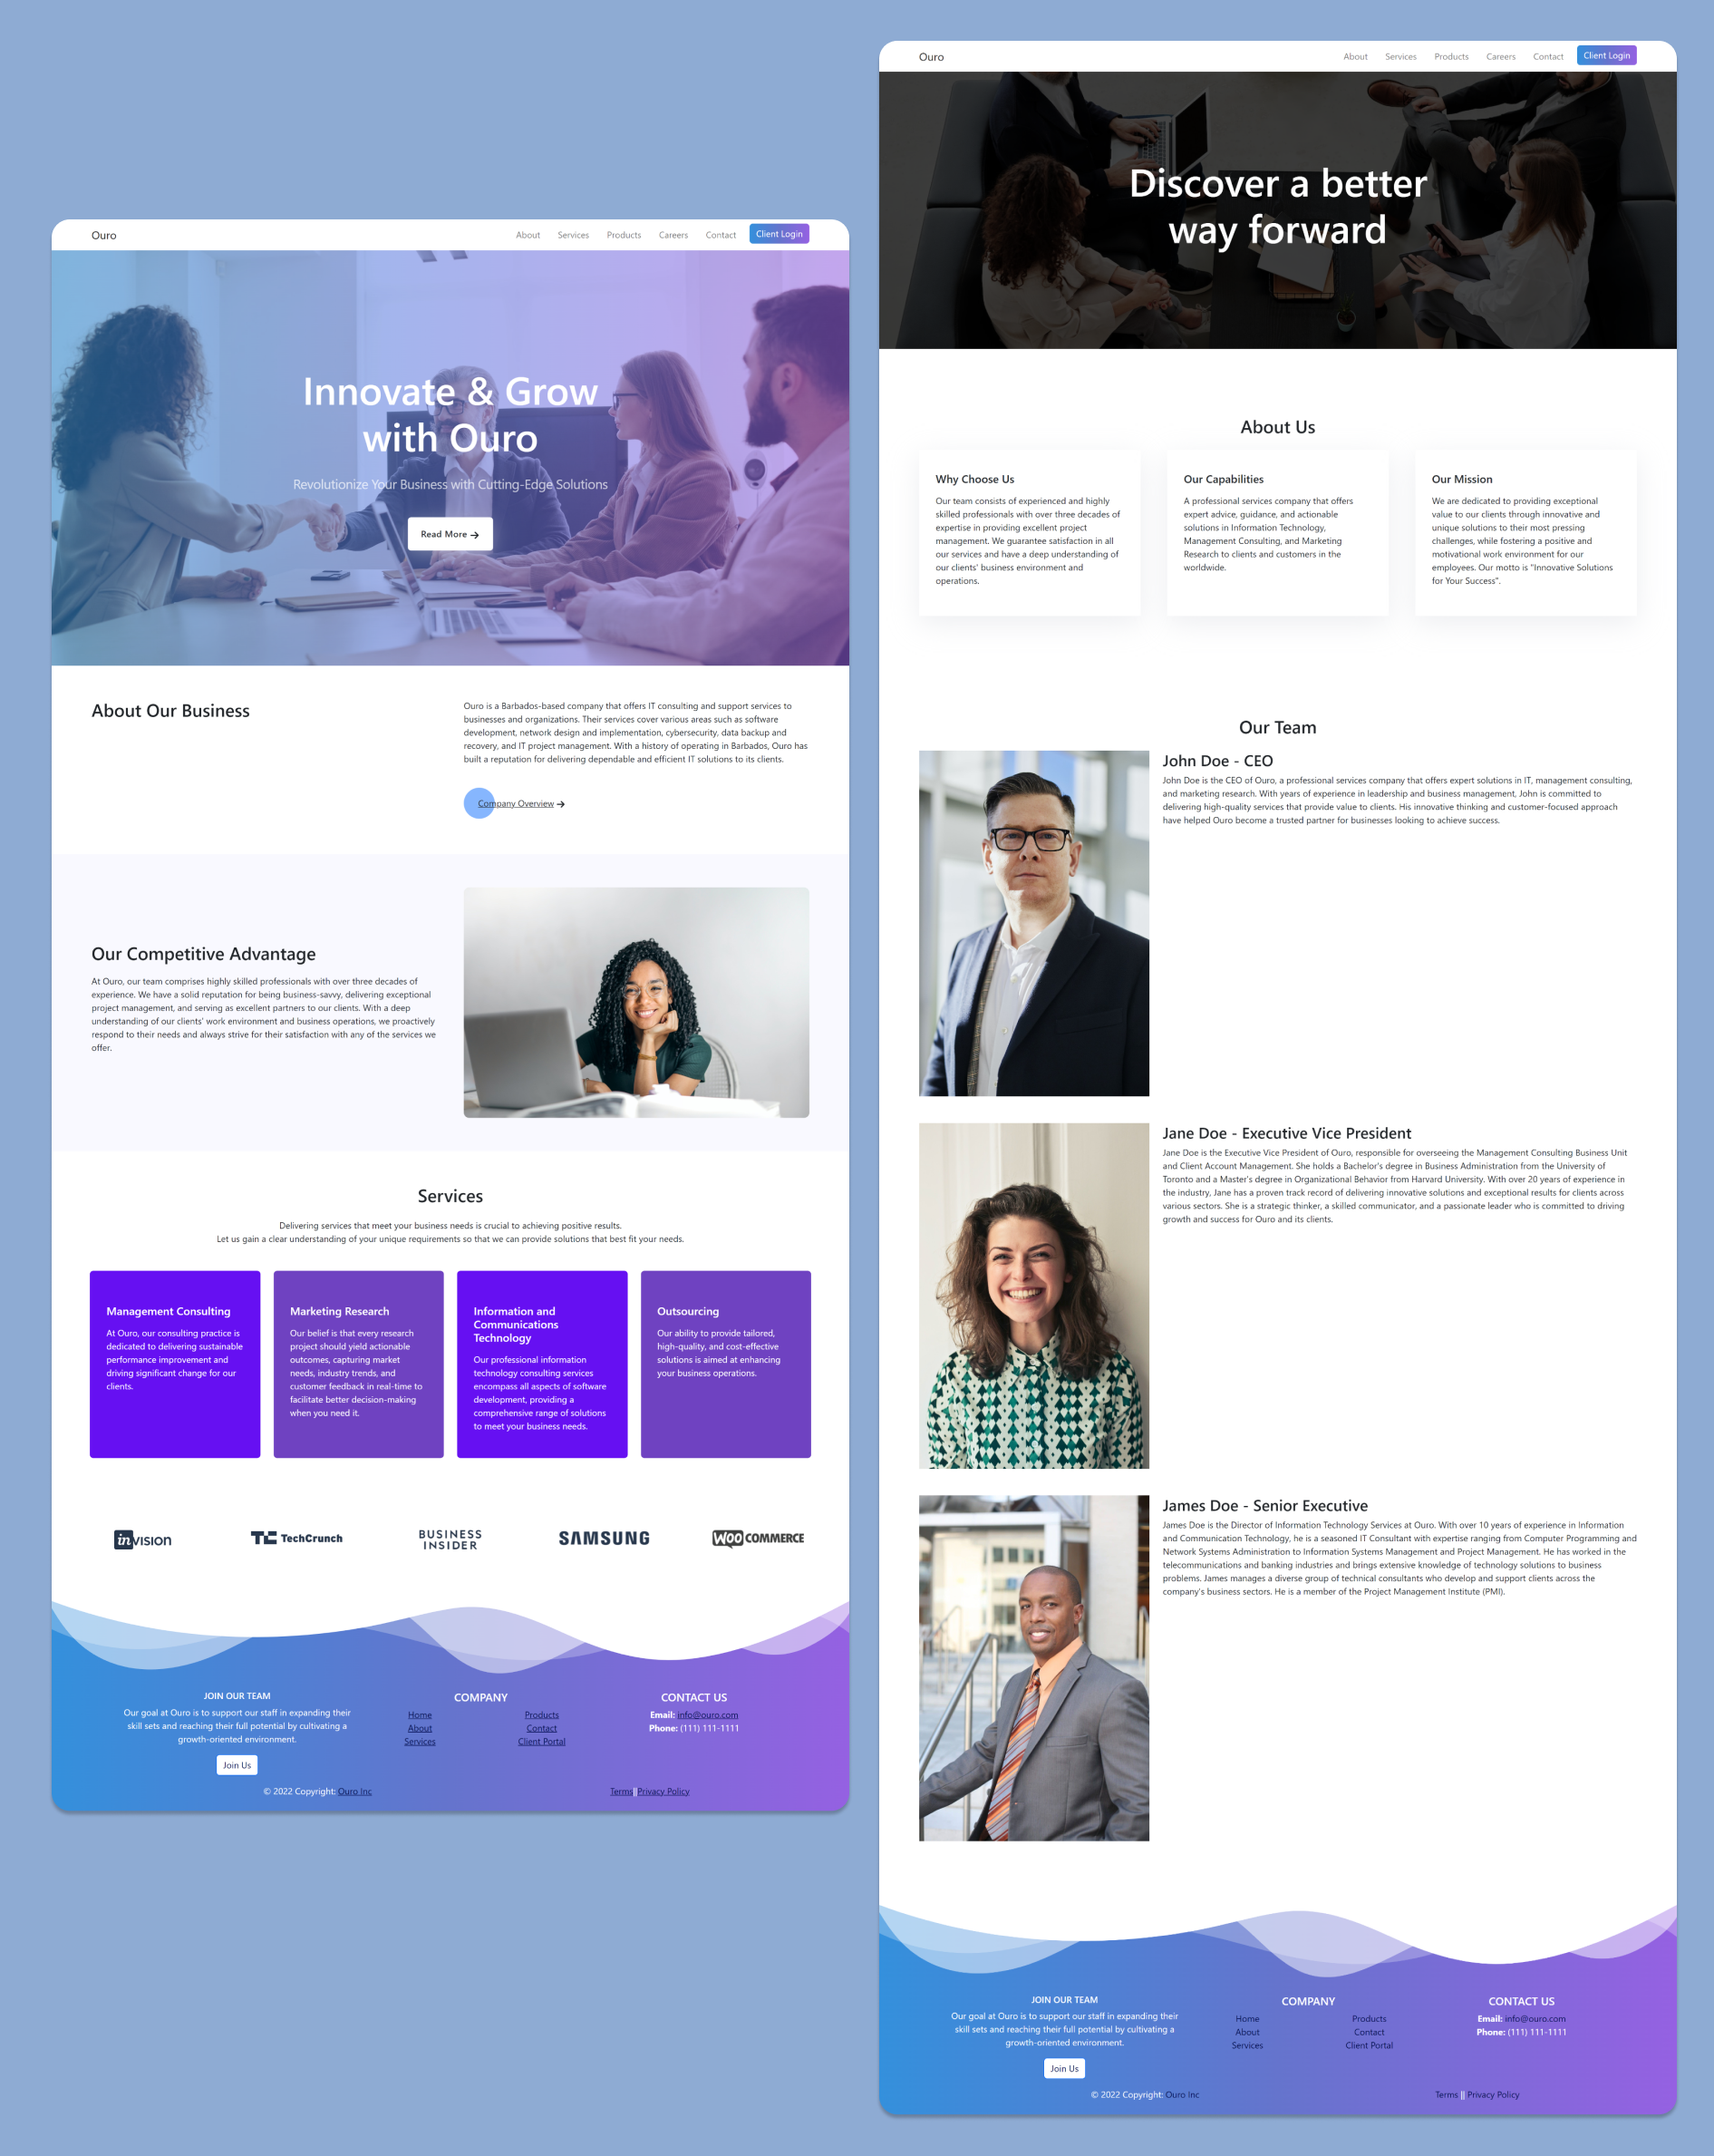 Ouro
About Services Products Careers Contact Client Login
Innovate & Grow
with Ouro
Revolutionize Your Business with Cutting-Edge Solutions
Read More →
About Our Business
Ouro is a Barbados-based company that offers IT consulting and support services to
businesses and organizations. Their services cover various areas such as software
development, network design and implementation, cybersecurity, data backup and
recovery, and IT project management. With a history of operating in Barbados, Ouro has
built a reputation for delivering dependable and efficient IT solutions to its clients.
Company Overview →
Our Competitive Advantage
At Ouro, our team comprises highly skilled professionals with over three decades of
experience. We have a solid reputation for being business-savvy, delivering exceptional
project management, and serving as excellent partners to our clients. With a deep
understanding of our clients' work environment and business operations, we proactively
respond to their needs and always strive for their satisfaction with any of the services we
offer.
Services
Delivering services that meet your business needs is crucial to achieving positive results.
Let us gain a clear understanding of your unique requirements so that we can provide solutions that best fit your needs.
Management Consulting
At Ouro, our consulting practice is
dedicated to delivering sustainable
performance improvement and
driving significant change for our
clients.
Marketing Research
Our belief is that every research
project should yield actionable
outcomes, capturing market
needs, industry trends, and
customer feedback in real-time to
facilitate better decision-making
when you need it.
Information and
Communications
Technology
Our professional information
technology consulting services
encompass all aspects of software
development, providing a
comprehensive range of solutions
to meet your business needs.
Outsourcing
Our ability to provide tailored,
high-quality, and cost-effective
solutions is aimed at enhancing
your business operations.
inVISION
TC TechCrunch
BUSINESS
INSIDER
SAMSUNG
WOO COMMERCE
JOIN OUR TEAM
Our goal at Ouro is to support our staff in expanding their
skill sets and reaching their full potential by cultivating a
growth-oriented environment.
Join Us
COMPANY
Home
About
Services
Products
Contact
Client Portal
CONTACT US
Email: info@ouro.com
Phone: (111) 111-1111
© 2022 Copyright: Ouro Inc
Terms || Privacy Policy
Ouro
About Services Products Careers Contact Client Login
Discover a better
way forward
About Us
Why Choose Us
Our team consists of experienced and highly
skilled professionals with over three decades of
expertise in providing excellent project
management. We guarantee satisfaction in all
our services and have a deep understanding of
our clients' business environment and
operations.
Our Capabilities
A professional services company that offers
expert advice, guidance, and actionable
solutions in Information Technology,
Management Consulting, and Marketing
Research to clients and customers in the
worldwide.
Our Mission
We are dedicated to providing exceptional
value to our clients through innovative and
unique solutions to their most pressing
challenges, while fostering a positive and
motivational work environment for our
employees. Our motto is "Innovative Solutions
for Your Success".
Our Team
John Doe - CEO
John Doe is the CEO of Ouro, a professional services company that offers expert solutions in IT, management consulting,
and marketing research. With years of experience in leadership and business management, John is committed to
delivering high-quality services that provide value to clients. His innovative thinking and customer-focused approach
have helped Ouro become a trusted partner for businesses looking to achieve success.
Jane Doe - Executive Vice President
Jane Doe is the Executive Vice President of Ouro, responsible for overseeing the Management Consulting Business Unit
and Client Account Management. She holds a Bachelor's degree in Business Administration from the University of
Toronto and a Master's degree in Organizational Behavior from Harvard University. With over 20 years of experience in
the industry, Jane has a proven track record of delivering innovative solutions and exceptional results for clients across
various sectors. She is a strategic thinker, a skilled communicator, and a passionate leader who is committed to driving
growth and success for Ouro and its clients.
James Doe - Senior Executive
James Doe is the Director of Information Technology Services at Ouro. With over 10 years of experience in Information
and Communication Technology, he is a seasoned IT Consultant with expertise ranging from Computer Programming and
Network Systems Administration to Information Systems Management and Project Management. He has worked in the
telecommunications and banking industries and brings extensive knowledge of technology solutions to business
problems. James manages a diverse group of technical consultants who develop and support clients across the
company's business sectors. He is a member of the Project Management Institute (PMI).
JOIN OUR TEAM
Our goal at Ouro is to support our staff in expanding their
skill sets and reaching their full potential by cultivating a
growth-oriented environment.
Join Us
COMPANY
Home
About
Services
Products
Contact
Client Portal
CONTACT US
Email: info@ouro.com
Phone: (111) 111-1111
© 2022 Copyright: Ouro Inc
Terms || Privacy Policy